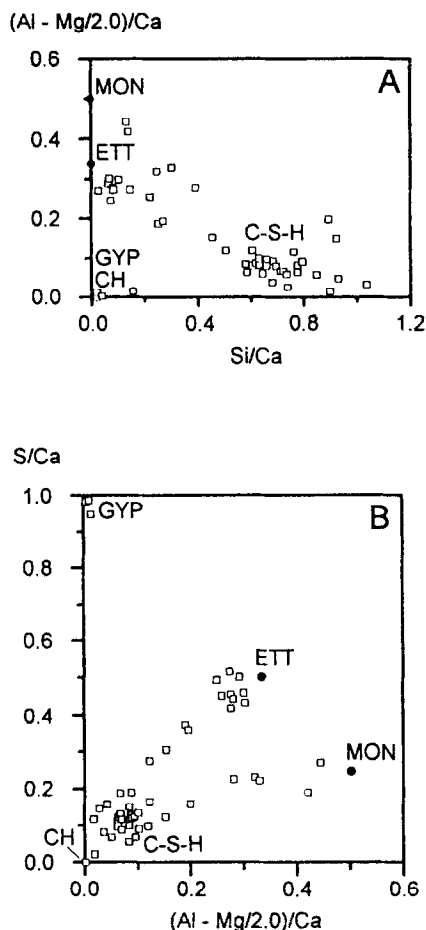 (Al - Mg/2.0)/Ca
0.6
A
MON
0.4
ETT
0.2
C-S-H
GYP
CH
0.0
0.0 0.4 0.8 1.2
Si/Ca
S/Ca
1.0
B
GYP
0.8
0.6
ETT
0.4
MON
0.2
CH
C-S-H
0.0
0.0 0.2 0.4 0.6
(Al - Mg/2.0)/Ca